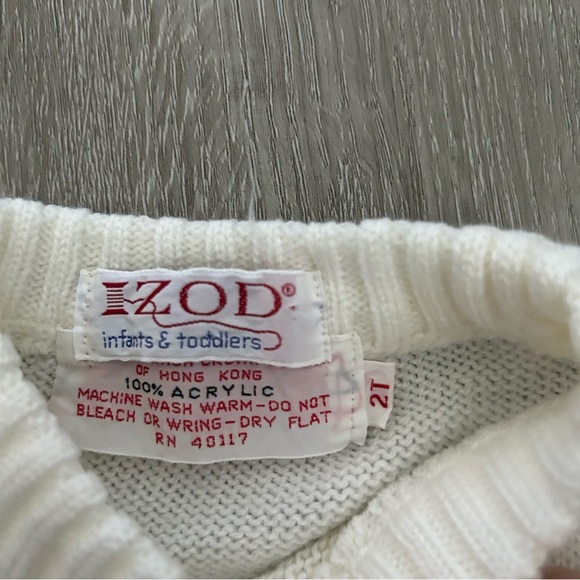 IZOD®
infants & toddlers
OF HONG KONG
100% ACRYLIC
MACHINE WASH WARM-DO NOT
BLEACH OR WRING-DRY FLAT
RN 40117
2T